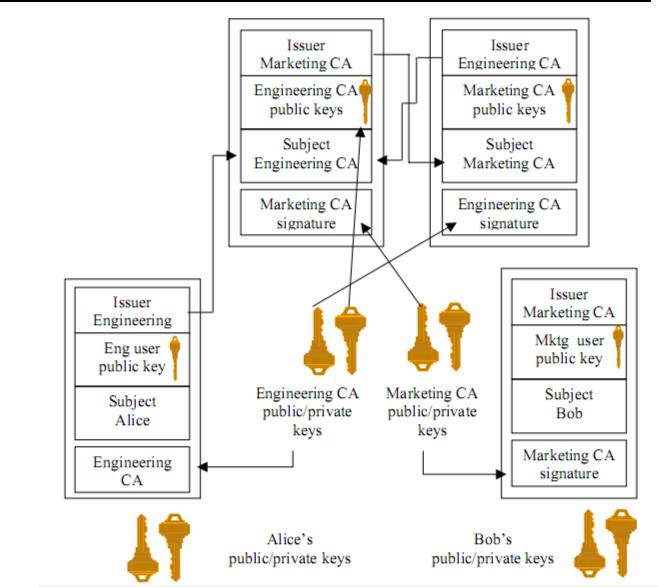 Issuer
Marketing CA
Engineering CA
public keys
Subject
Engineering CA
Marketing CA
signature
Issuer
Engineering CA
Marketing CA
public keys
Subject
Marketing CA
Engineering CA
signature
Issuer
Engineering
Eng user
public key
Subject
Alice
Engineering
CA
Engineering CA
public/private
keys
Marketing CA
public/private
keys
Issuer
Marketing CA
Mktg user
public key
Subject
Bob
Marketing CA
signature
Alice's
public/private keys
Bob's
public/private keys